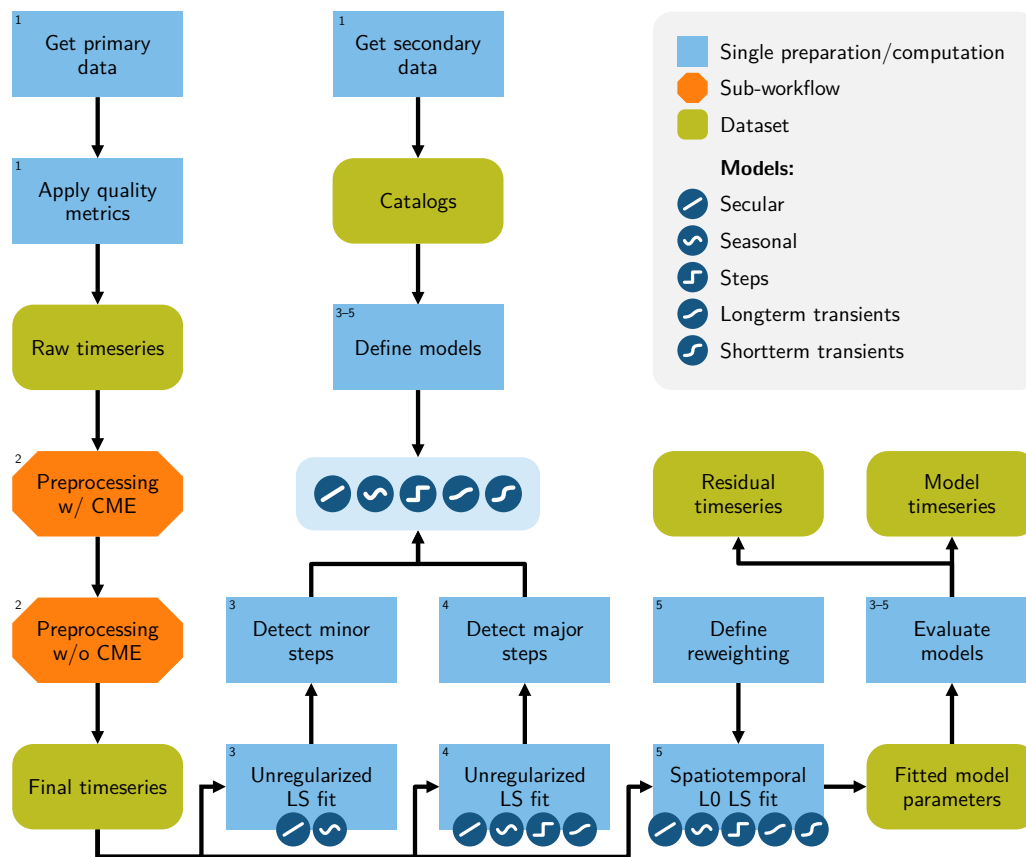 1
Get primary
data
1
Get secondary
data
Single preparation/computation
Sub-workflow
Dataset
Models:
Secular
Seasonal
Steps
Longterm transients
Shortterm transients
1
Apply quality
metrics
Catalogs
Raw timeseries
3–5
Define models
2
Preprocessing
w/ CME
Residual
timeseries
Model
timeseries
2
Preprocessing
w/o CME
3
Detect minor
steps
4
Detect major
steps
5
Define
reweighting
3–5
Evaluate
models
Final timeseries
3
Unregularized
LS fit
4
Unregularized
LS fit
5
Spatiotemporal
L0 LS fit
Fitted model
parameters